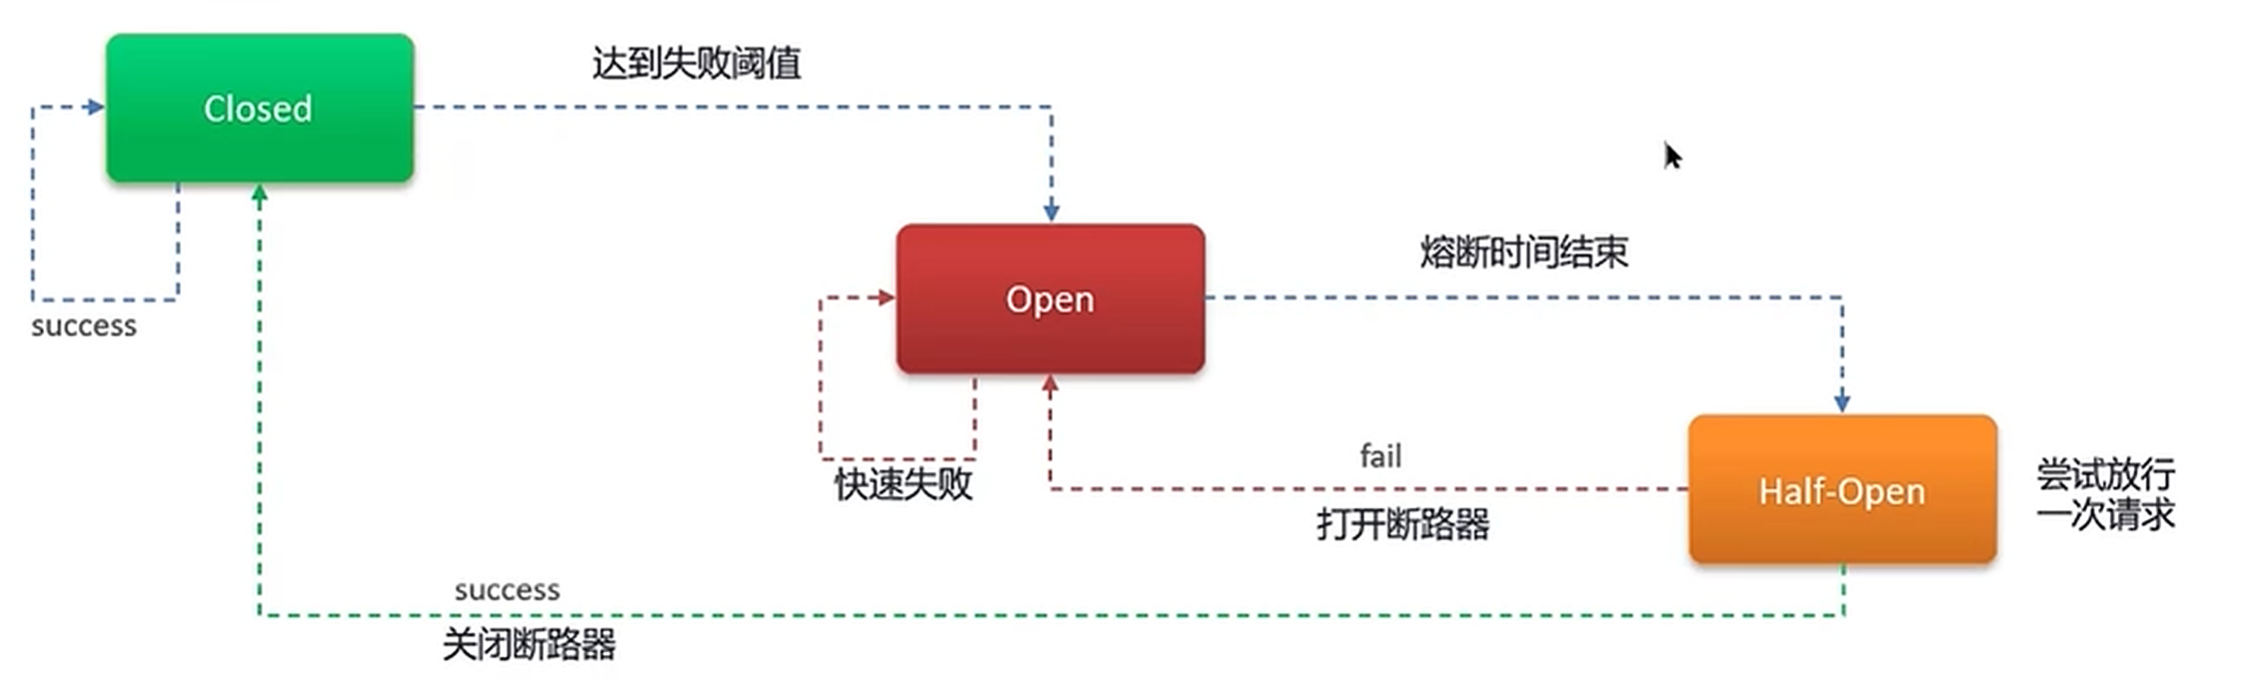 达到失败阈值
Closed
熔断时间结束
Open
success
fail
尝试放行
一次请求
Half-Open
快速失败
打开断路器
success
关闭断路器